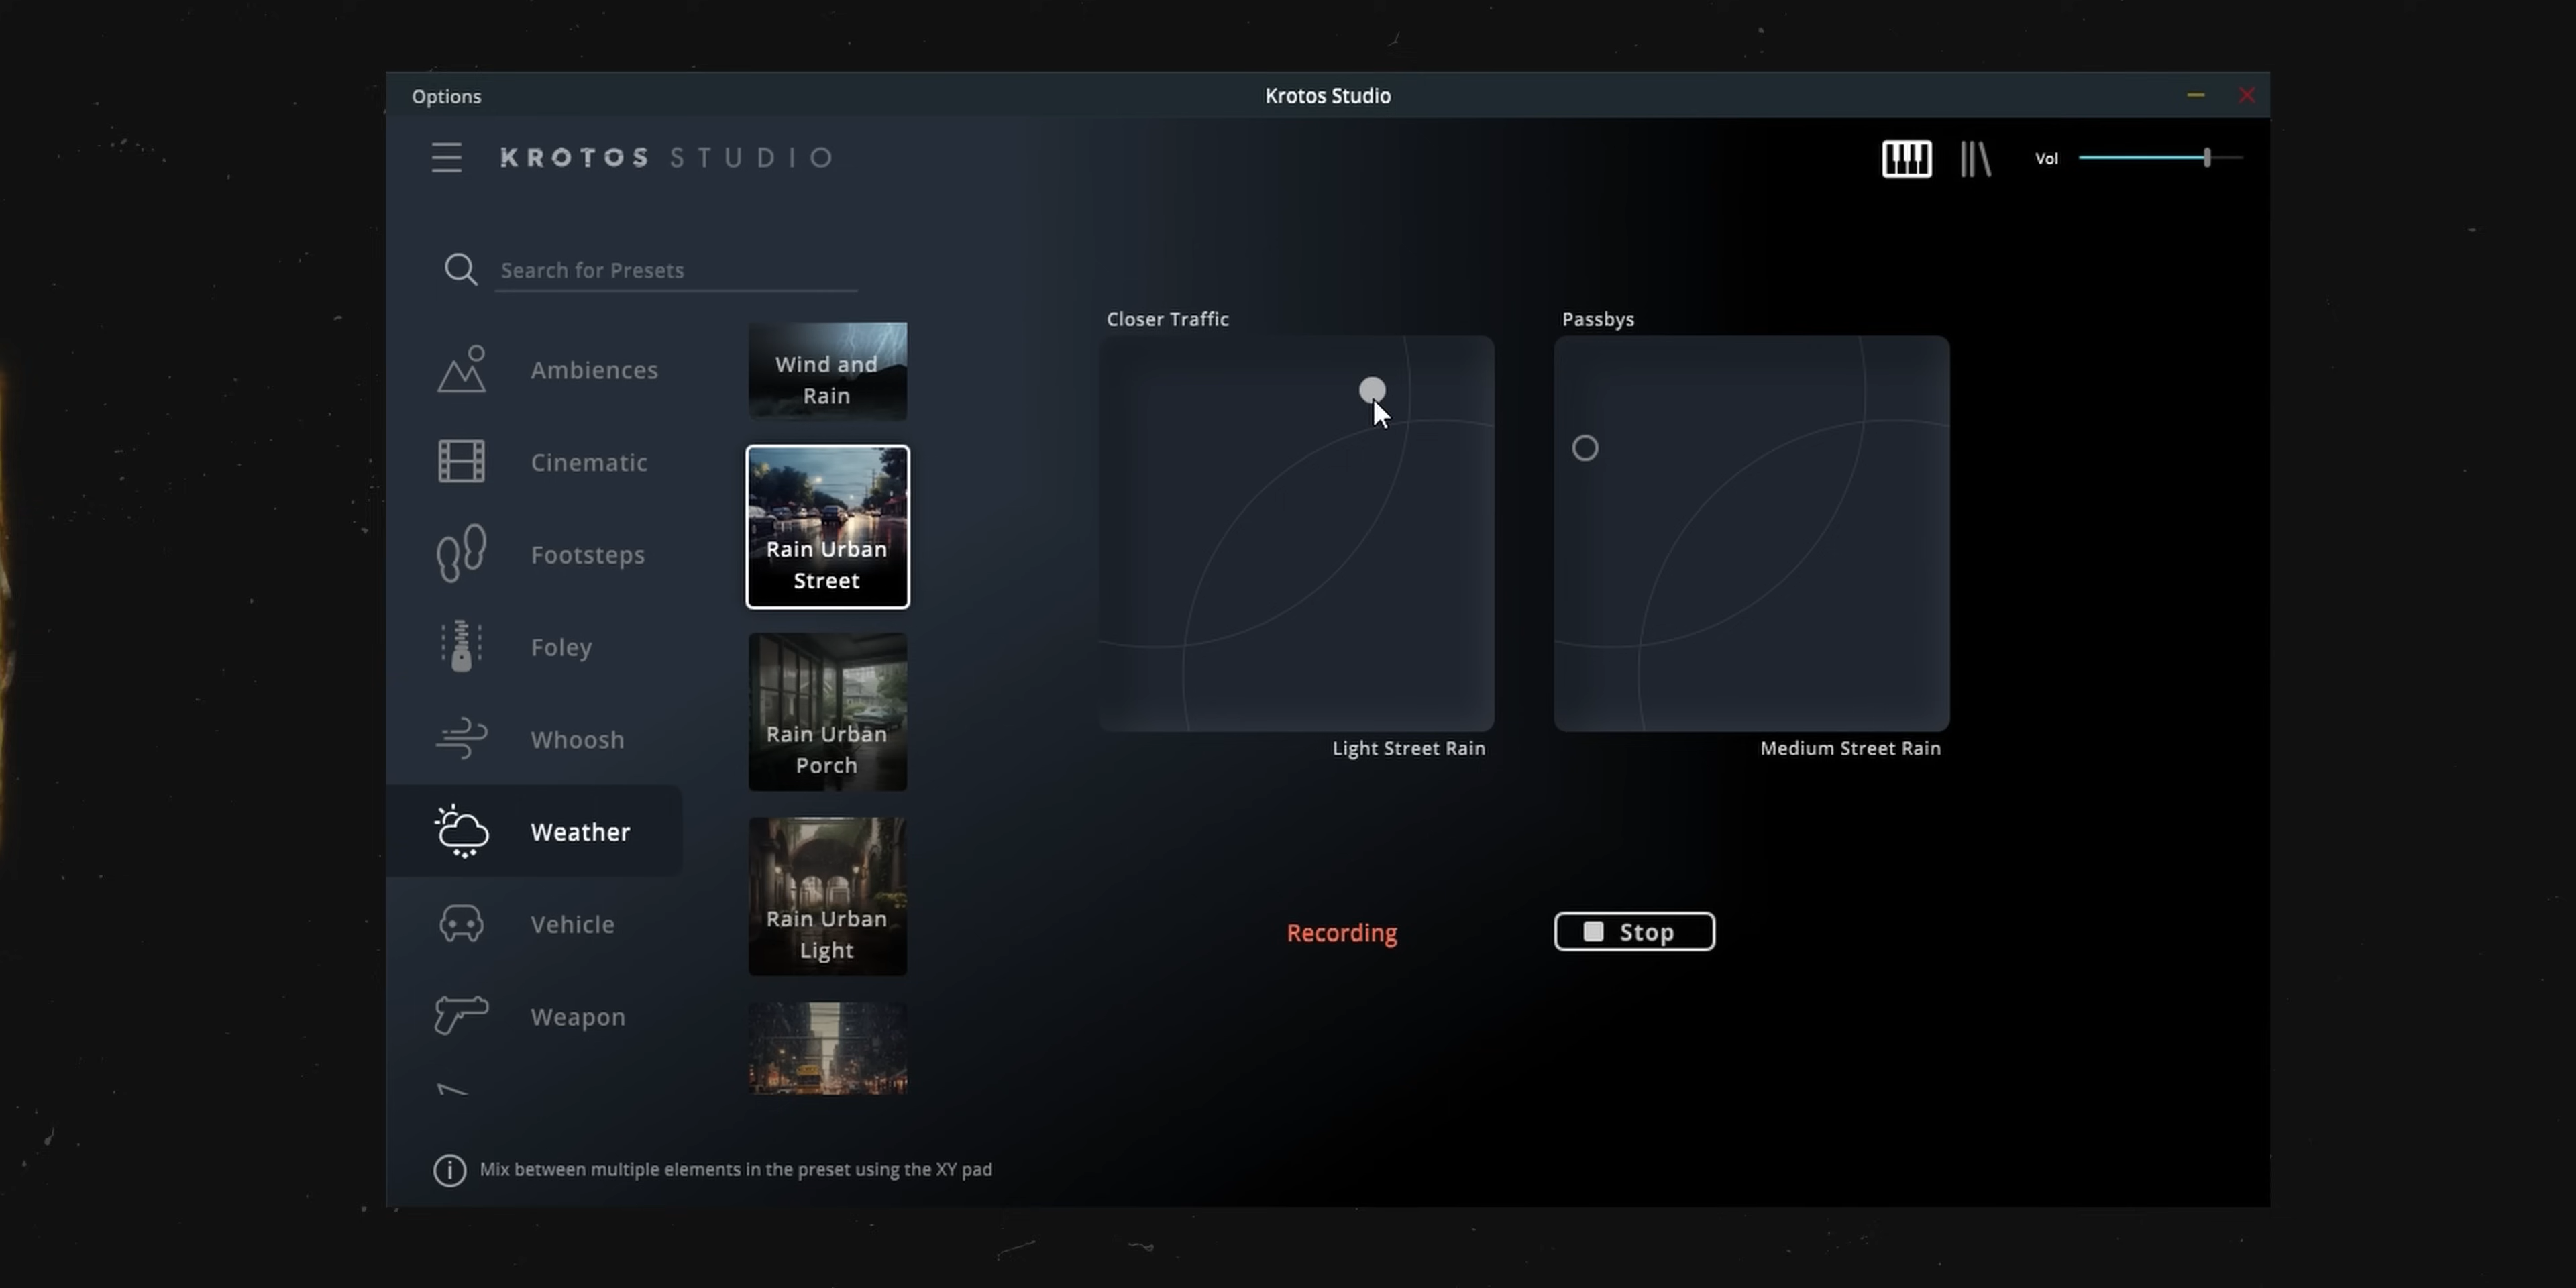 Options
Krotos Studio
KROTOS STUDIO
Vol
Search for Presets
Ambiences
Cinematic
Footsteps
Foley
Whoosh
Weather
Vehicle
Weapon
Wind and
Rain
Rain Urban
Street
Rain Urban
Porch
Rain Urban
Light
Closer Traffic
Light Street Rain
Passbys
Medium Street Rain
Recording
Stop
Mix between multiple elements in the preset using the XY pad